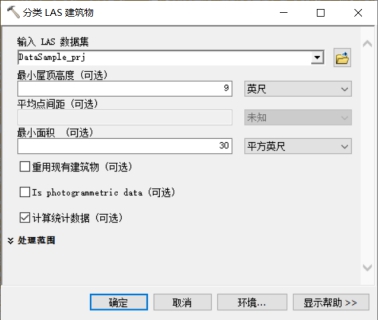 分类 LAS 建筑物
输入 LAS 数据集
DataSample_prj
最小屋顶高度（可选）
9 英尺
平均点间距（可选）
未知
最小面积 （可选）
30 平方英尺
重用现有建筑物（可选）
Is photogrammetric data（可选）
计算统计数据（可选）
处理范围
确定 取消 环境... 显示帮助 >>